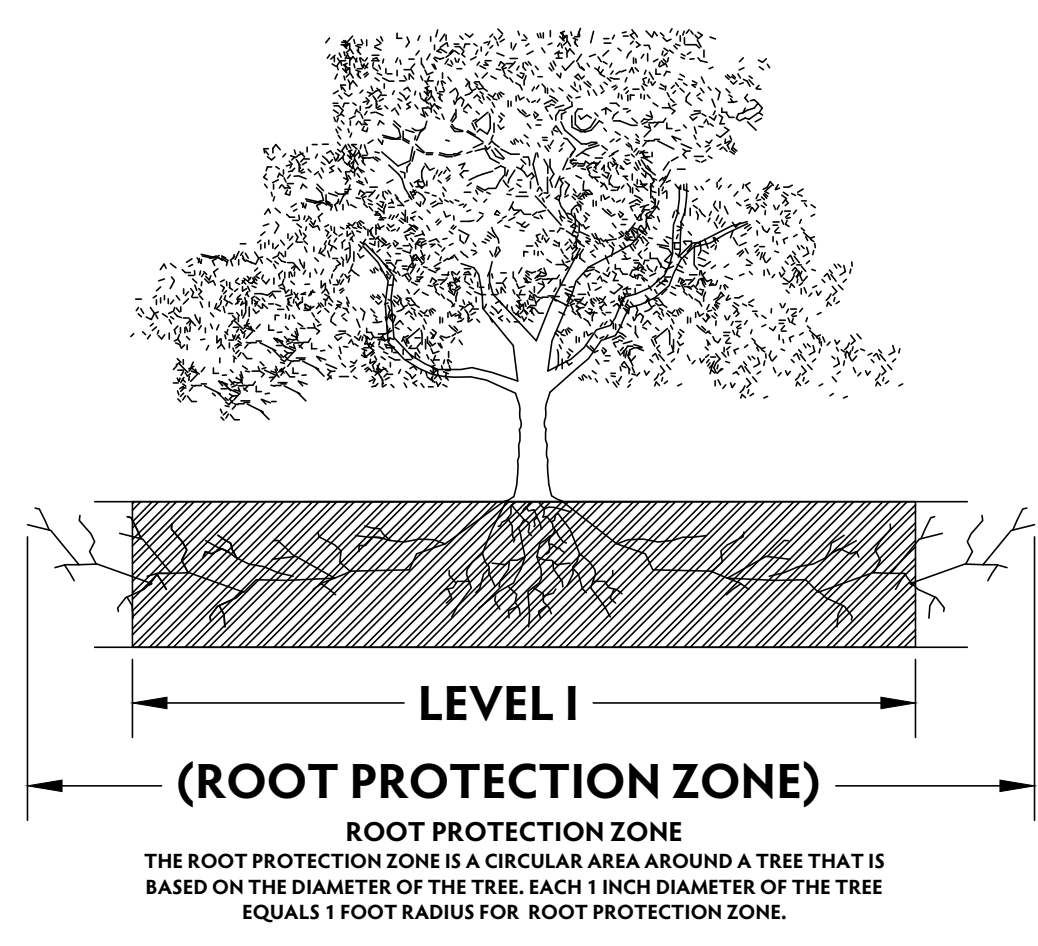 LEVEL I
(ROOT PROTECTION ZONE)
ROOT PROTECTION ZONE
THE ROOT PROTECTION ZONE IS A CIRCULAR AREA AROUND A TREE THAT IS
BASED ON THE DIAMETER OF THE TREE. EACH 1 INCH DIAMETER OF THE TREE
EQUALS 1 FOOT RADIUS FOR ROOT PROTECTION ZONE.